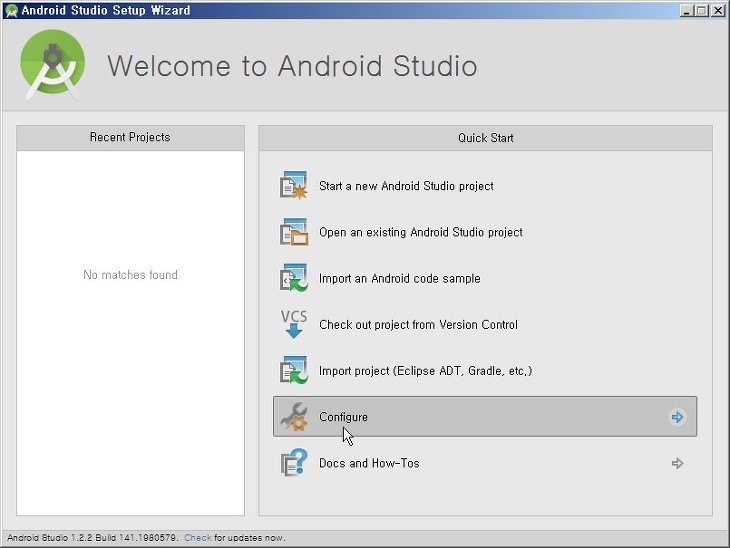 Android Studio Setup Wizard
Welcome to Android Studio
Recent Projects
No matches found
Quick Start
Start a new Android Studio project
Open an existing Android Studio project
Import an Android code sample
VCS
Check out project from Version Control
Import project (Eclipse ADT, Gradle, etc.)
Configure
Docs and How-Tos
Android Studio 1.2.2 Build 141.1980579. Check for updates now.